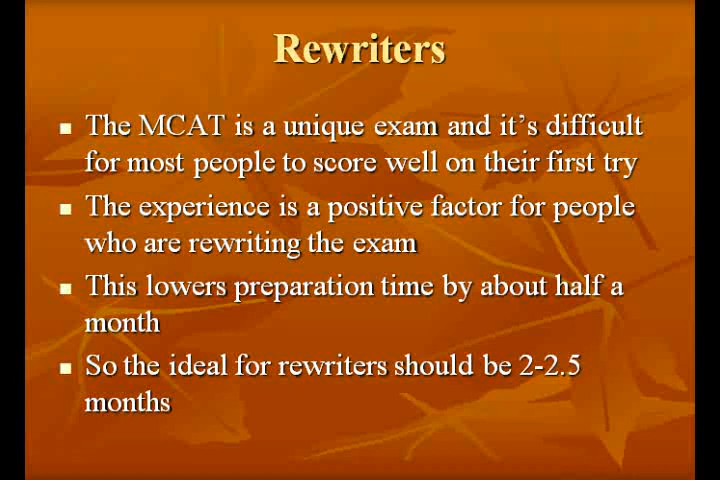 Rewriters
▪ The MCAT is a unique exam and it’s difficult
for most people to score well on their first try
▪ The experience is a positive factor for people
who are rewriting the exam
▪ This lowers preparation time by about half a
month
▪ So the ideal for rewriters should be 2-2.5
months